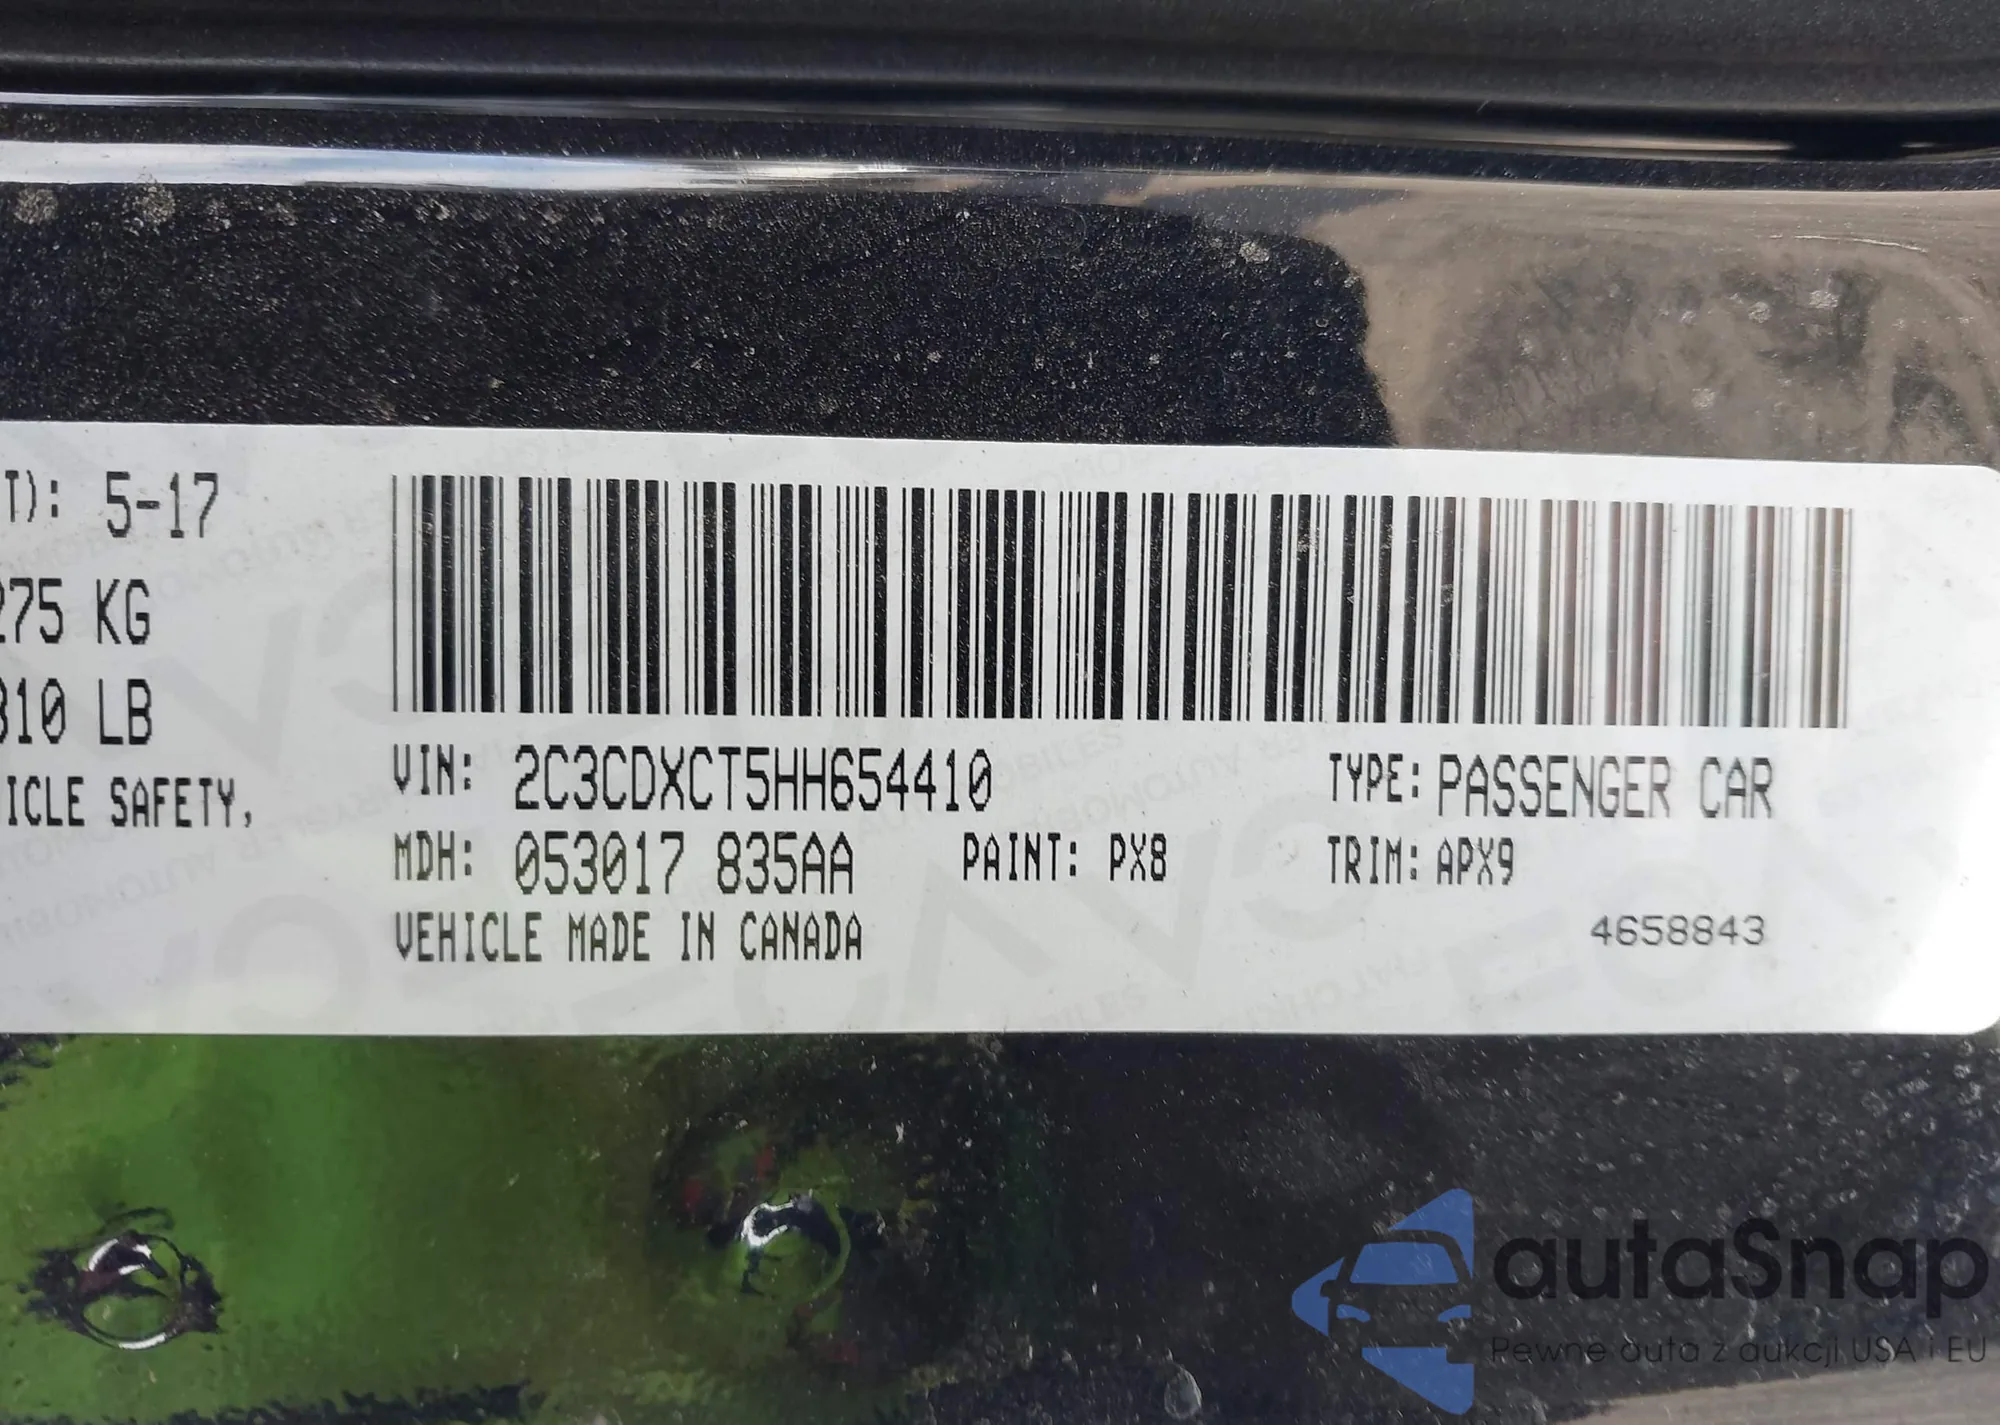 T): 5-17
275 KG
310 LB
ICLE SAFETY,
VIN: 2C3CDXCT5HH654410
TYPE: PASSENGER CAR
MDH: 053017 835AA
PAINT: PX8
TRIM: APX9
VEHICLE MADE IN CANADA
4658843
autaSnap
Pewne auta z aukcji USA i EU